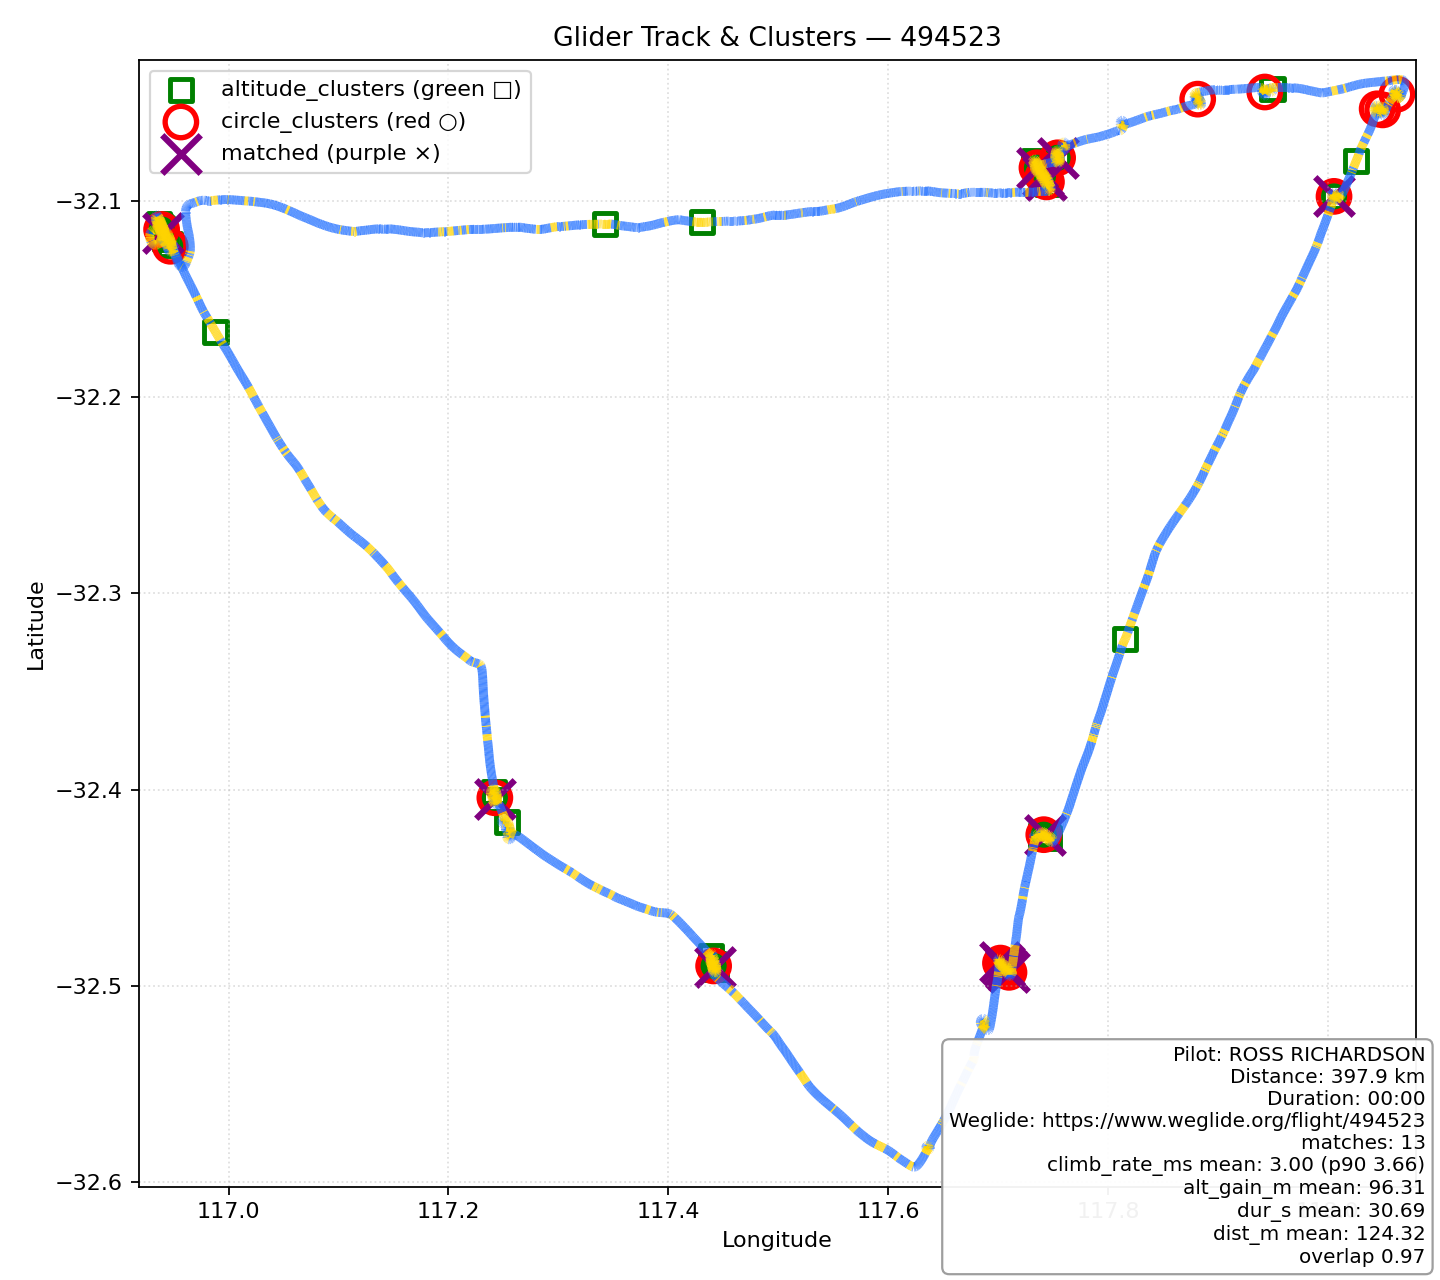 Glider Track & Clusters — 494523
altitude_clusters (green □)
circle_clusters (red ○)
matched (purple ×)
Latitude
−32.1
−32.2
−32.3
−32.4
−32.5
−32.6
117.0
117.2
117.4
117.6
117.8
Longitude
Pilot: ROSS RICHARDSON
Distance: 397.9 km
Duration: 00:00
Weglide: https://www.weglide.org/flight/494523
matches: 13
climb_rate_ms mean: 3.00 (p90 3.66)
alt_gain_m mean: 96.31
dur_s mean: 30.69
dist_m mean: 124.32
overlap 0.97